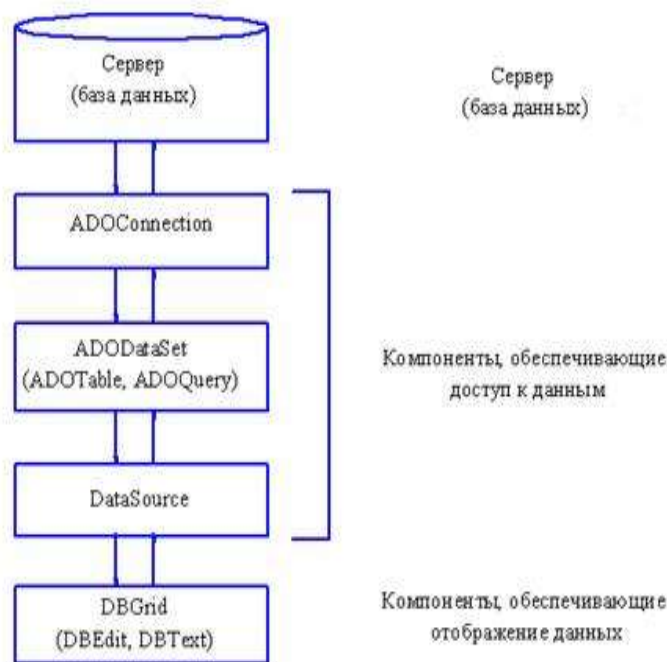 Сервер
(база данных)
Сервер
(база данных)
ADOConnection
ADODataSet
(ADOTable, ADOQuery)
Компоненты, обеспечивающие
доступ к данным
DataSource
DBGrid
(DBEdit, DBText)
Компоненты, обеспечивающие
отображение данных